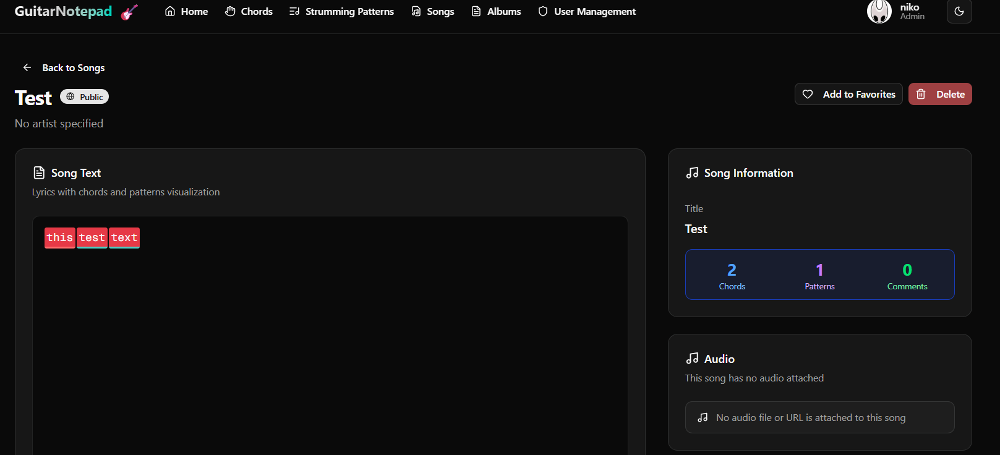 GuitarNotepad Home Chords Strumming Patterns Songs Albums User Management niko
Admin
Back to Songs
Test Public Add to Favorites Delete
No artist specified
Song Text
Lyrics with chords and patterns visualization
this test text
Song Information
Title
Test
2 1 0
Chords Patterns Comments
Audio
This song has no audio attached
No audio file or URL is attached to this song